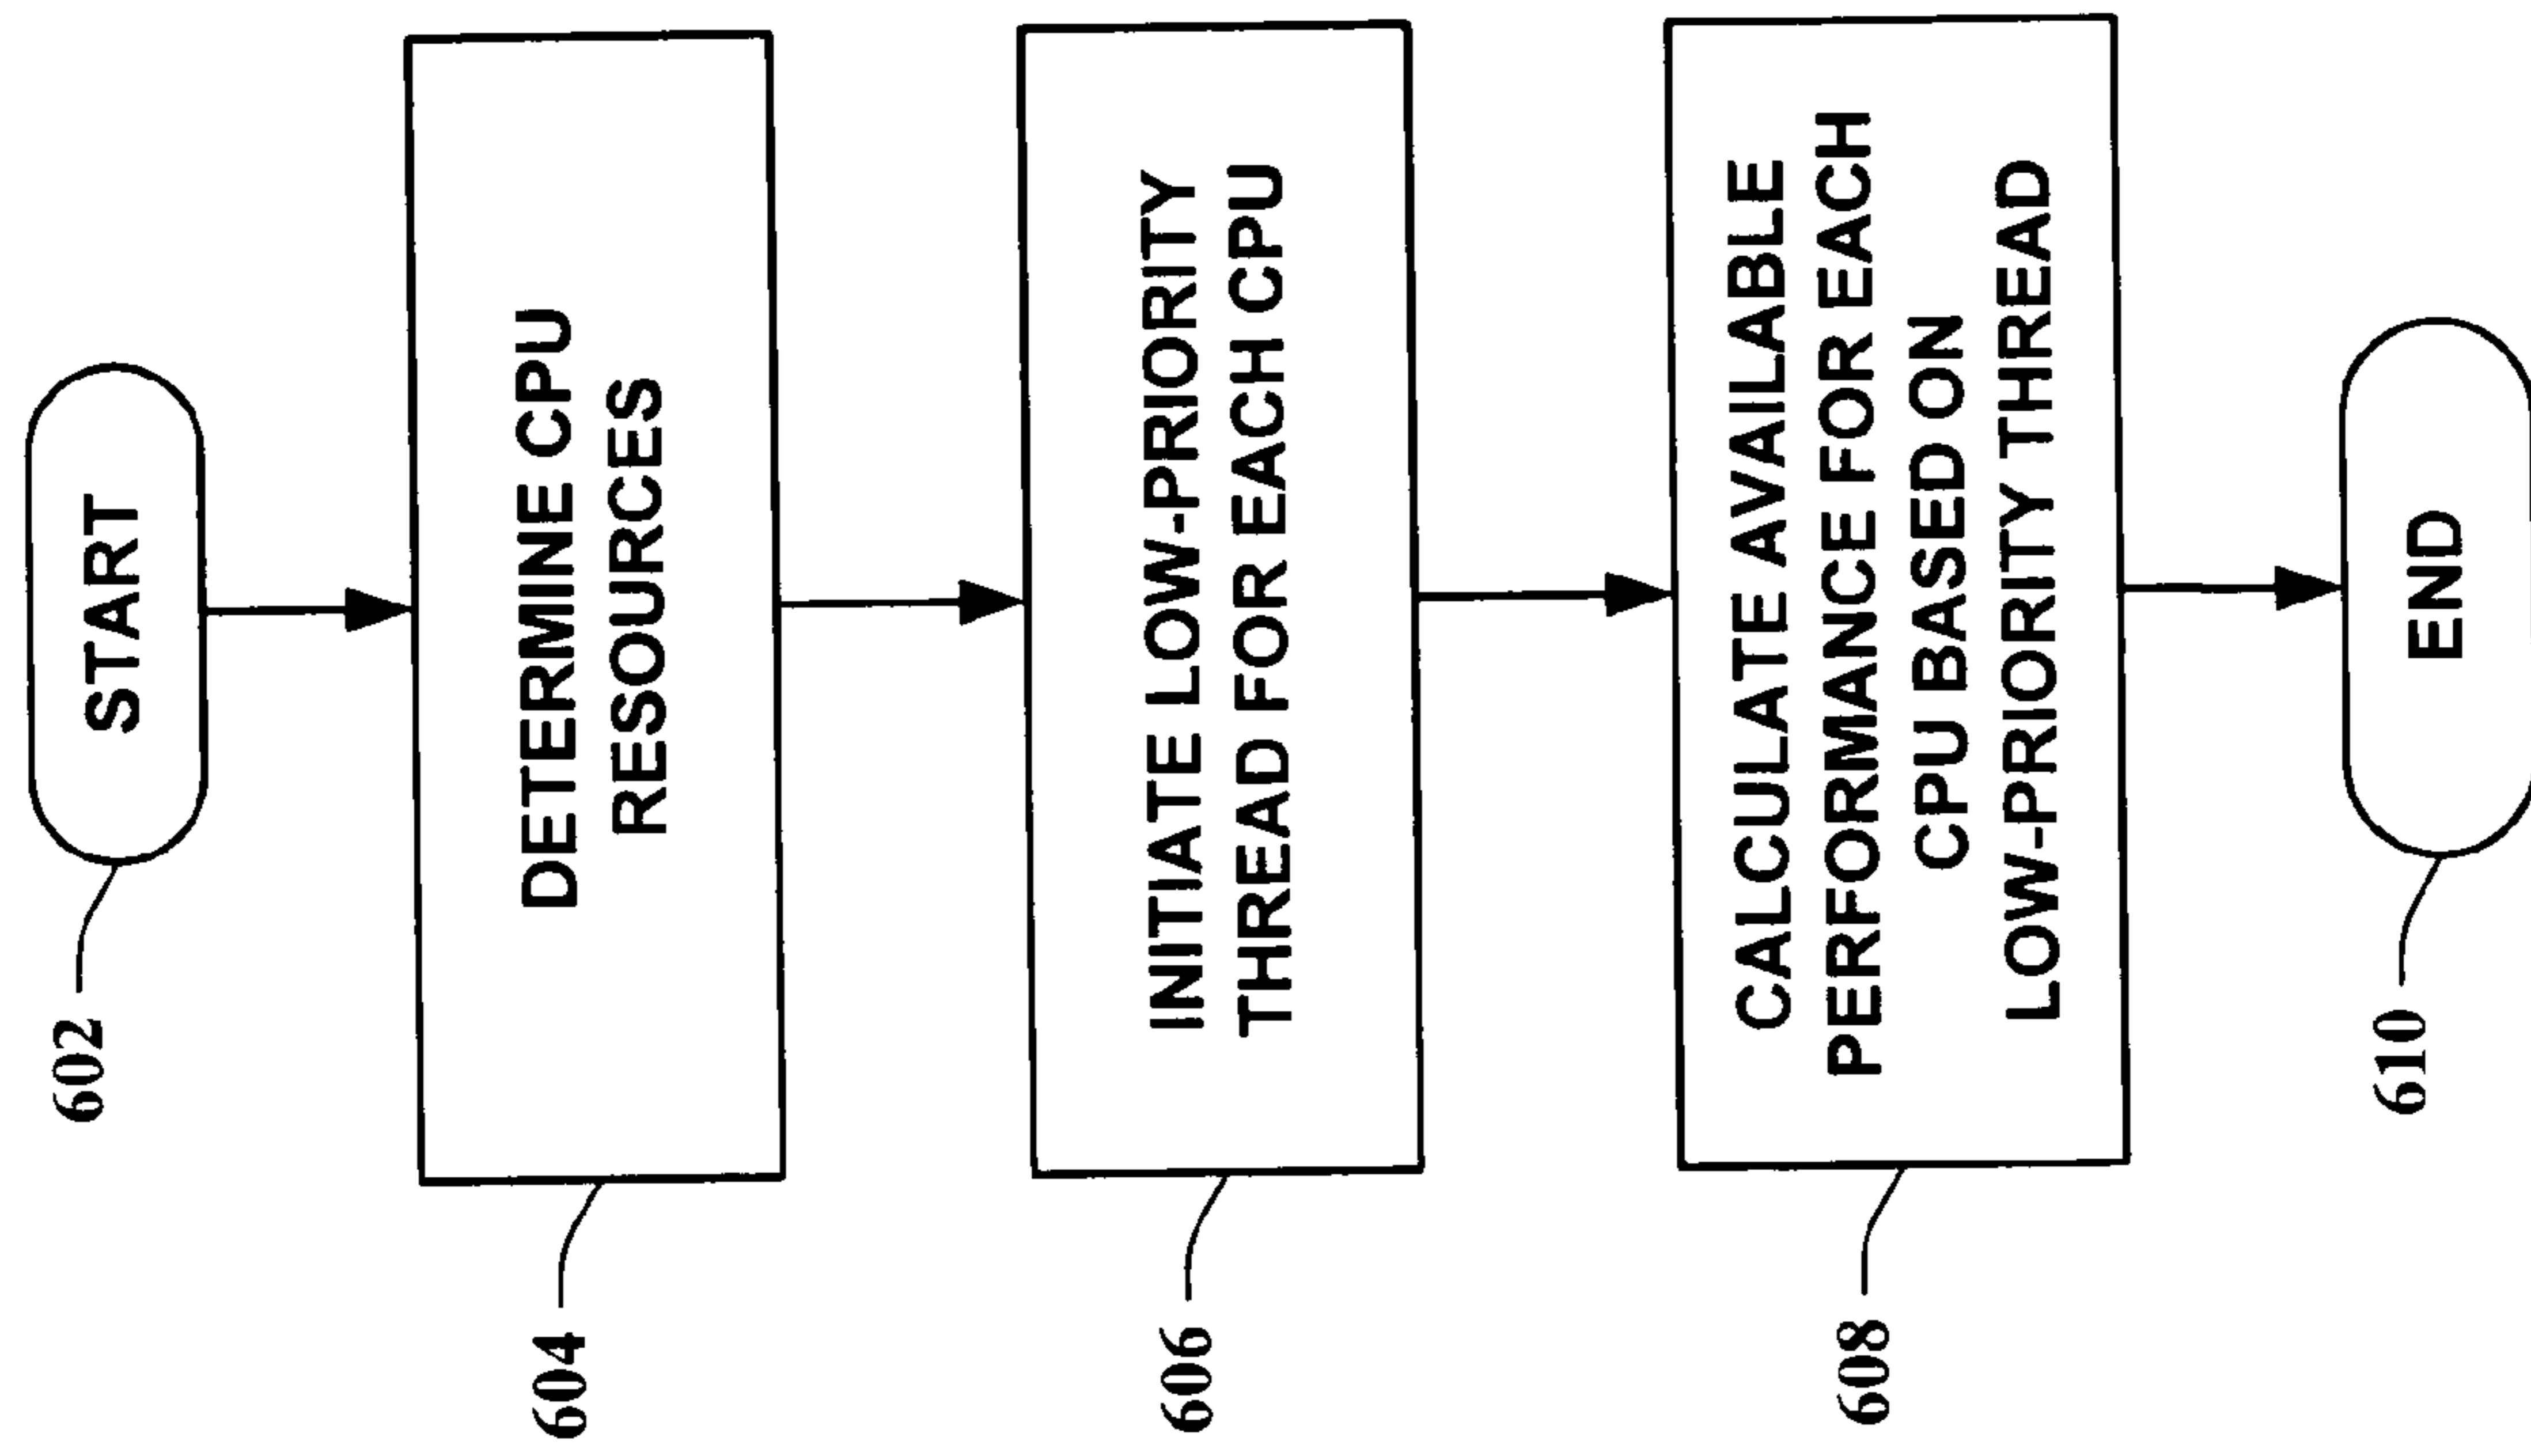 START
602
DETERMINE CPU
RESOURCES
604
INITIATE LOW-PRIORITY
THREAD FOR EACH CPU
606
CALCULATE AVAILABLE
PERFORMANCE FOR EACH
CPU BASED ON
LOW-PRIORITY THREAD
608
END
610